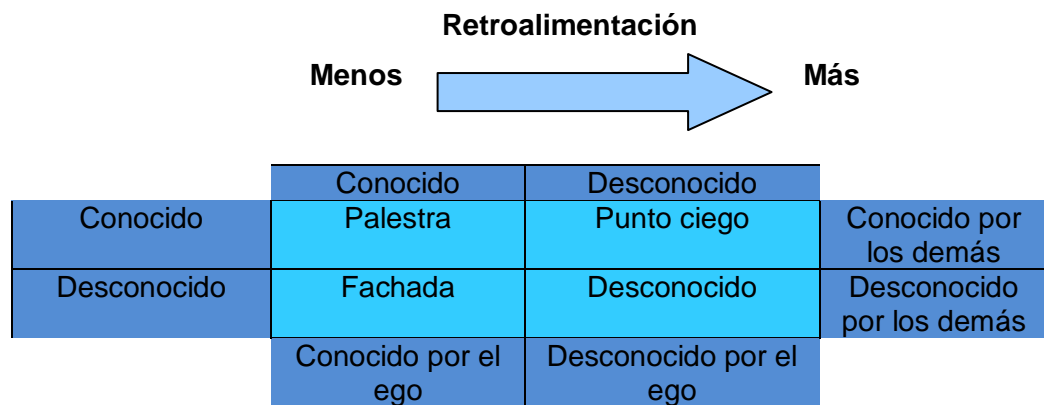 Retroalimentación
Menos Más
Conocido Desconocido
Conocido Palestra Punto ciego Conocido por
los demás
Desconocido Fachada Desconocido Desconocido
por los demás
Conocido por el
ego
Desconocido por el
ego